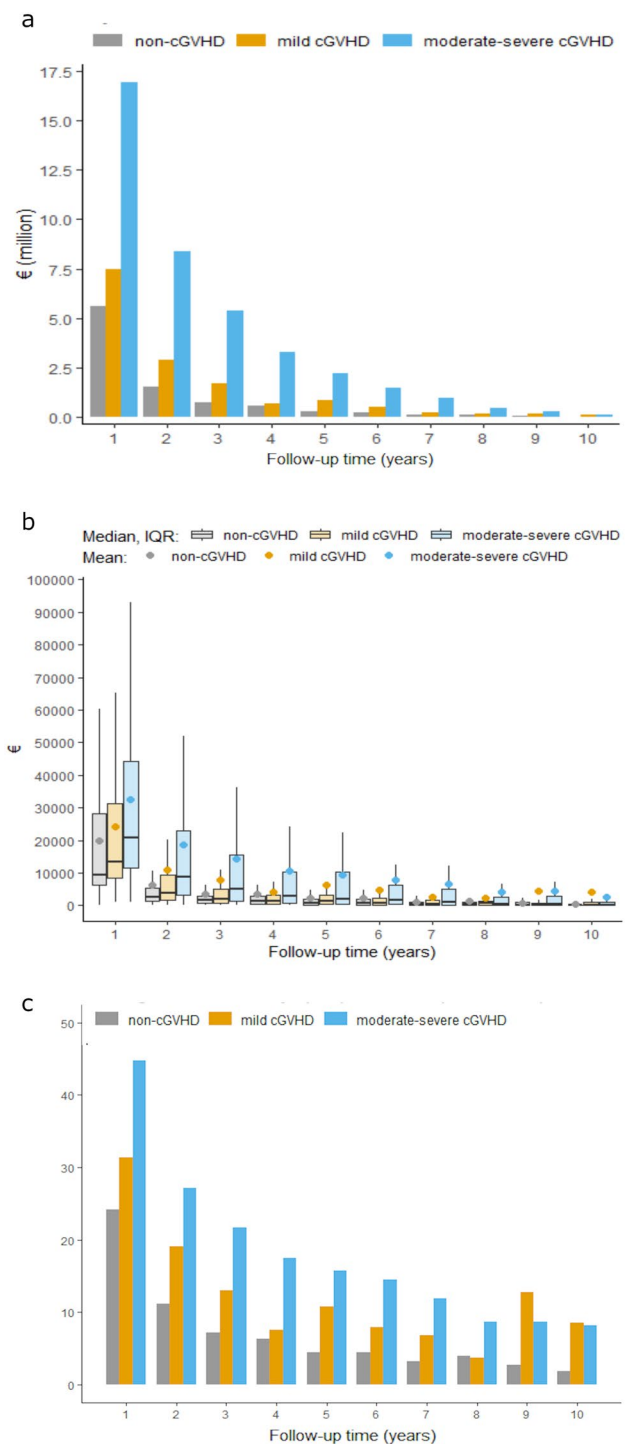 a
non-cGVHD mild cGVHD moderate-severe cGVHD
17.5
15.0
12.5
10.0
7.5
5.0
2.5
0.0
€ (million)
1 2 3 4 5 6 7 8 9 10
Follow-up time (years)
b
Median, IQR: non-cGVHD mild cGVHD moderate-severe cGVHD
Mean: non-cGVHD mild cGVHD moderate-severe cGVHD
100000
90000
80000
70000
60000
50000
40000
30000
20000
10000
0
€
1 2 3 4 5 6 7 8 9 10
Follow-up time (years)
c
non-cGVHD mild cGVHD moderate-severe cGVHD
50
40
30
20
10
0
1 2 3 4 5 6 7 8 9 10
Follow-up time (years)